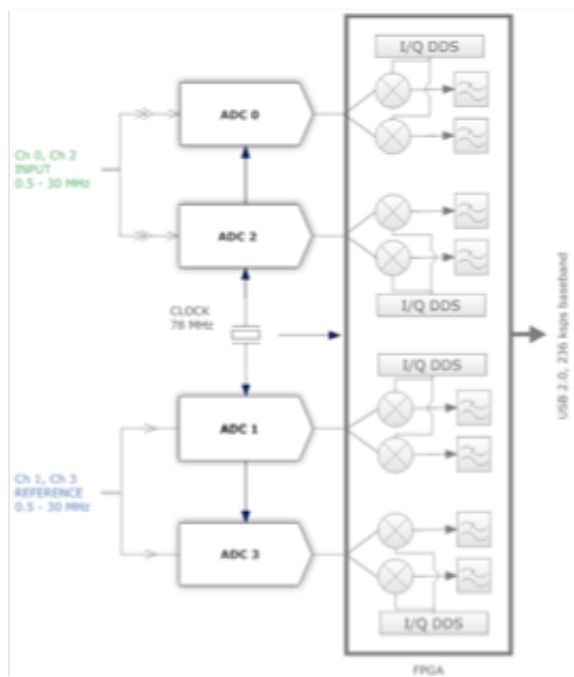 I/Q DDS
ADC 0
Ch 0, Ch 2
INPUT
0.5 - 30 MHz
ADC 2
I/Q DDS
CLOCK
78 MHz
USB 2.0, 236 ksps baseband
I/Q DDS
ADC 1
Ch 1, Ch 3
REFERENCE
0.5 - 30 MHz
ADC 3
I/Q DDS
FPGA